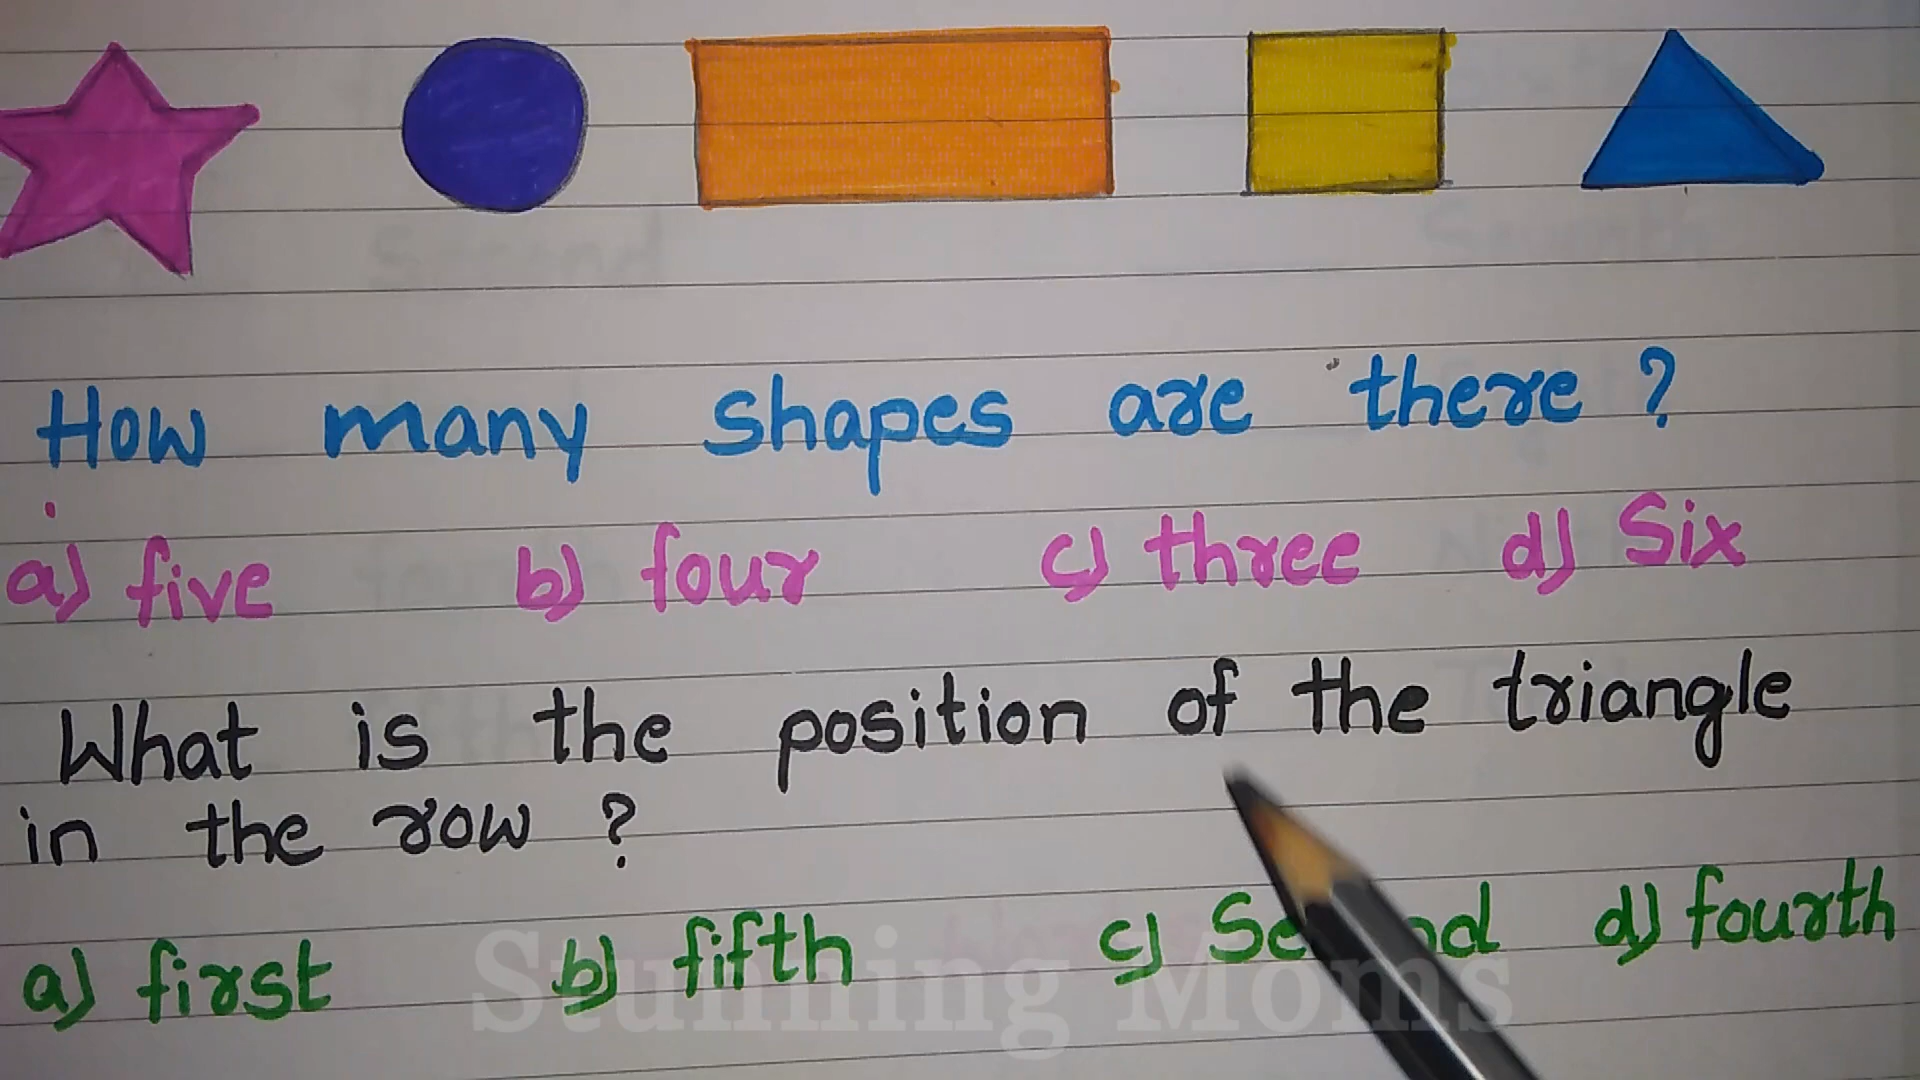 How many shapes are there ?
a) five b) four c) three d) Six
What is the position of the triangle
in the row ?
a) first b) fifth c) d) fourth
Stunning Moms